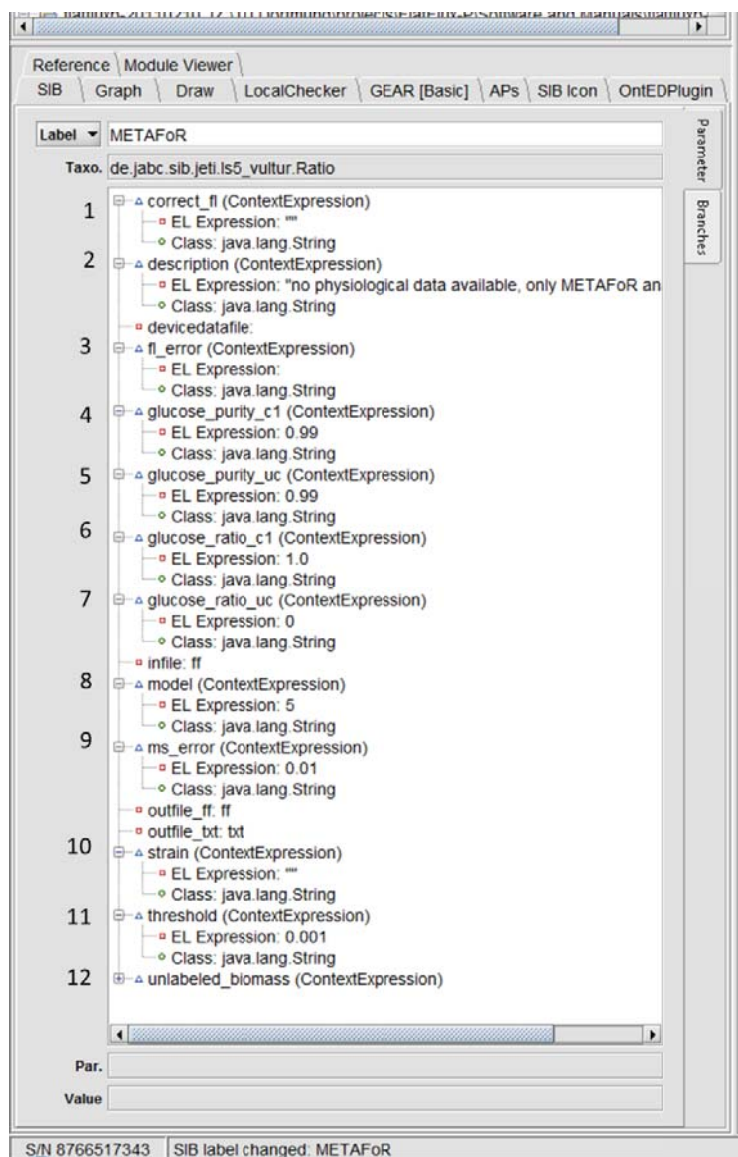 Reference Module Viewer
SIB Graph Draw LocalChecker GEAR [Basic] APs SIB Icon OntEDPlugin
Label METAFoR
Taxo. de.jabc.sib.jeti.ls5_vultur.Ratio
Parameter
Branches
1 correct_fl (ContextExpression)
EL Expression: ""
Class: java.lang.String
2 description (ContextExpression)
EL Expression: "no physiological data available, only METAFoR an
Class: java.lang.String
devicedatafile:
3 fl_error (ContextExpression)
EL Expression:
Class: java.lang.String
4 glucose_purity_c1 (ContextExpression)
EL Expression: 0.99
Class: java.lang.String
5 glucose_purity_uc (ContextExpression)
EL Expression: 0.99
Class: java.lang.String
6 glucose_ratio_c1 (ContextExpression)
EL Expression: 1.0
Class: java.lang.String
7 glucose_ratio_uc (ContextExpression)
EL Expression: 0
Class: java.lang.String
infile: ff
8 model (ContextExpression)
EL Expression: 5
Class: java.lang.String
9 ms_error (ContextExpression)
EL Expression: 0.01
Class: java.lang.String
outfile_ff: ff
outfile_txt: txt
10 strain (ContextExpression)
EL Expression: ""
Class: java.lang.String
11 threshold (ContextExpression)
EL Expression: 0.001
Class: java.lang.String
12 unlabeled_biomass (ContextExpression)
Par.
Value
S/N 8766517343 SIB label changed: METAFoR